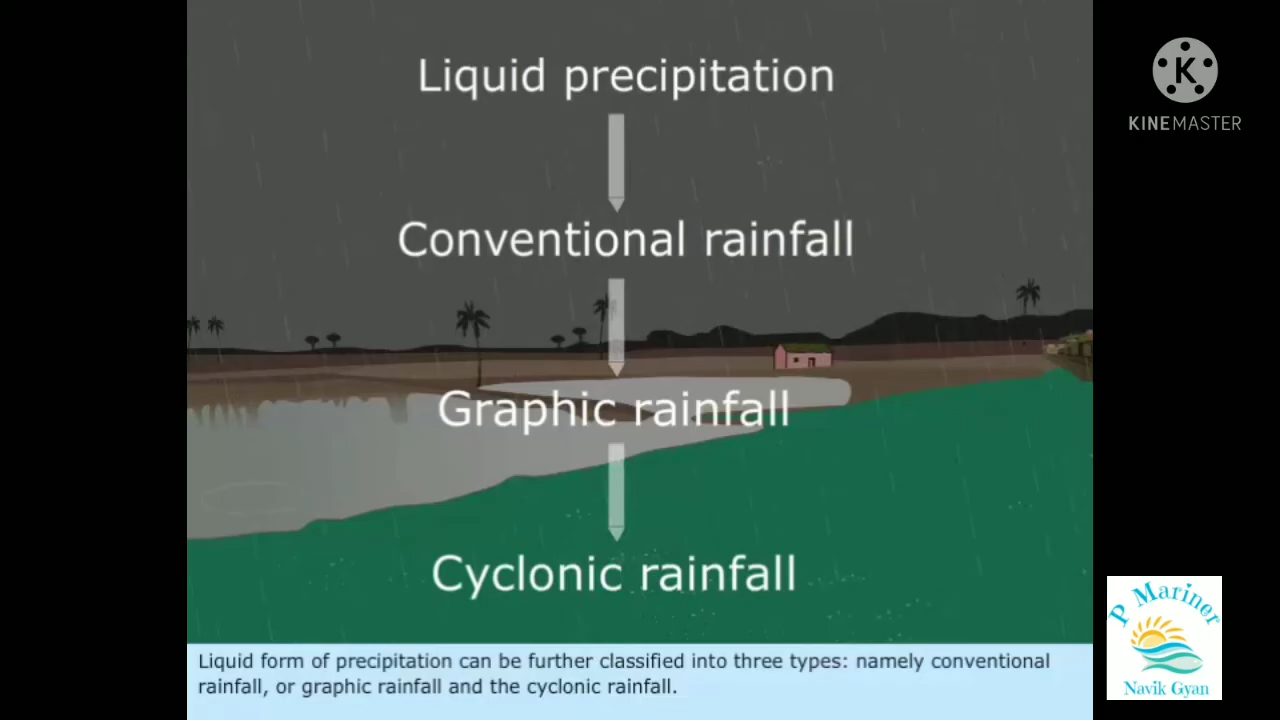 Liquid precipitation
Conventional rainfall
Graphic rainfall
Cyclonic rainfall
Liquid form of precipitation can be further classified into three types: namely conventional
rainfall, or graphic rainfall and the cyclonic rainfall.
K
KINEMASTER
P Mariner
Navik Gyan